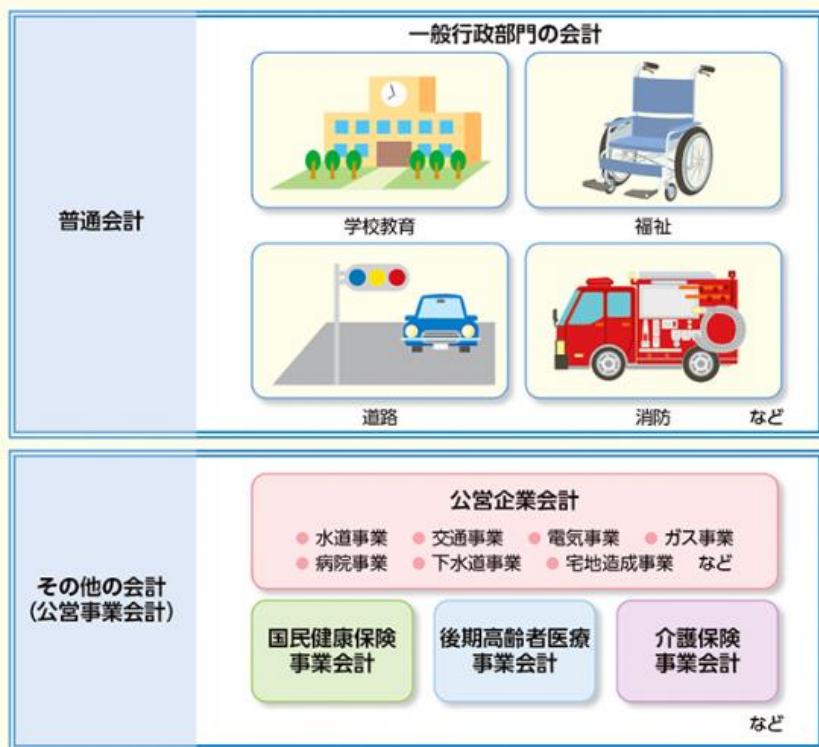 一般行政部門の会計
普通会計
学校教育
福祉
道路
消防
など
その他の会計
(公営事業会計)
公営企業会計
● 水道事業 ● 交通事業 ● 電気事業 ● ガス事業
● 病院事業 ● 下水道事業 ● 宅地造成事業 など
国民健康保険
事業会計
後期高齢者医療
事業会計
介護保険
事業会計
など